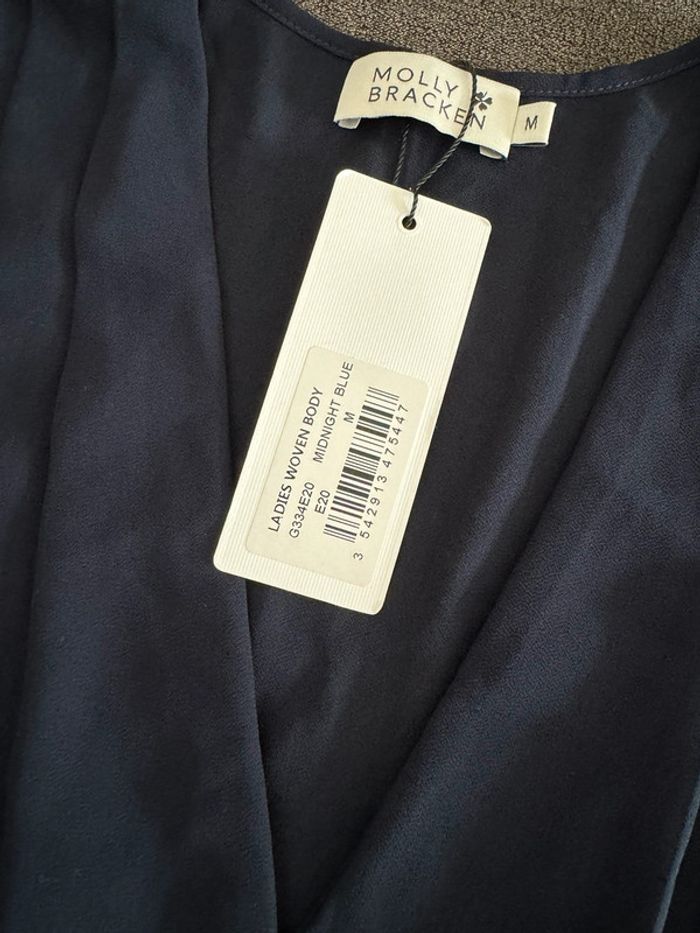 MOLLY
BRACKEN
M
LADIES WOVEN BODY
G334E20 MIDNIGHT BLUE
E20 M
3 542913 475447